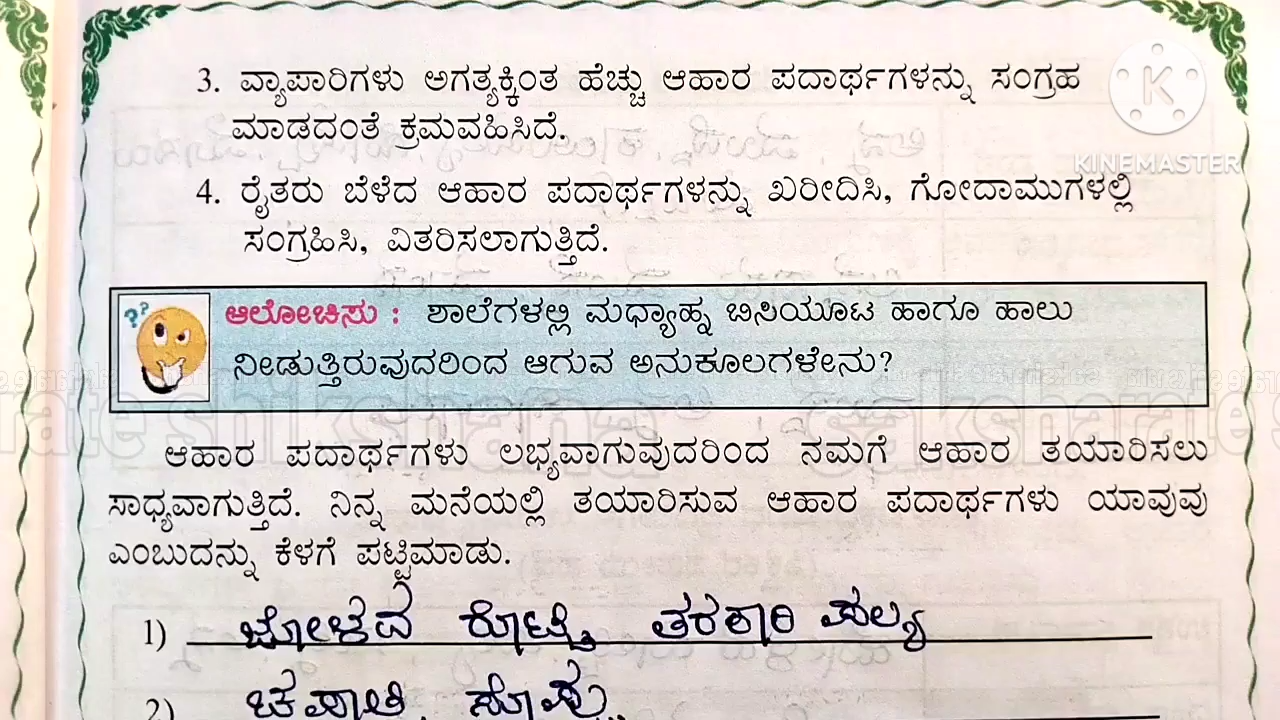 3. ವ್ಯಾಪಾರಿಗಳು ಅಗತ್ಯಕ್ಕಿಂತ ಹೆಚ್ಚು ಆಹಾರ ಪದಾರ್ಥಗಳನ್ನು ಸಂಗ್ರಹ
ಮಾಡದಂತೆ ಕ್ರಮವಹಿಸಿದೆ.
KINEMASTER
4. ರೈತರು ಬೆಳೆದ ಆಹಾರ ಪದಾರ್ಥಗಳನ್ನು ಖರೀದಿಸಿ, ಗೋದಾಮುಗಳಲ್ಲಿ
ಸಂಗ್ರಹಿಸಿ, ವಿತರಿಸಲಾಗುತ್ತಿದೆ.
ಆಲೋಚಿಸು : ಶಾಲೆಗಳಲ್ಲಿ ಮಧ್ಯಾಹ್ನ ಬಿಸಿಯೂಟ ಹಾಗೂ ಹಾಲು
ನೀಡುತ್ತಿರುವುದರಿಂದ ಆಗುವ ಅನುಕೂಲಗಳೇನು?
ಆಹಾರ ಪದಾರ್ಥಗಳು ಲಭ್ಯವಾಗುವುದರಿಂದ ನಮಗೆ ಆಹಾರ ತಯಾರಿಸಲು
ಸಾಧ್ಯವಾಗುತ್ತಿದೆ. ನಿನ್ನ ಮನೆಯಲ್ಲಿ ತಯಾರಿಸುವ ಆಹಾರ ಪದಾರ್ಥಗಳು ಯಾವುವು
ಎಂಬುದನ್ನು ಕೆಳಗೆ ಪಟ್ಟಿಮಾಡು.
1) ಜೋಳದ ರೊಟ್ಟಿ ತರಕಾರಿ ಪಲ್ಯ
2) ಚಪಾತಿ ಸೊಪ್ಪು